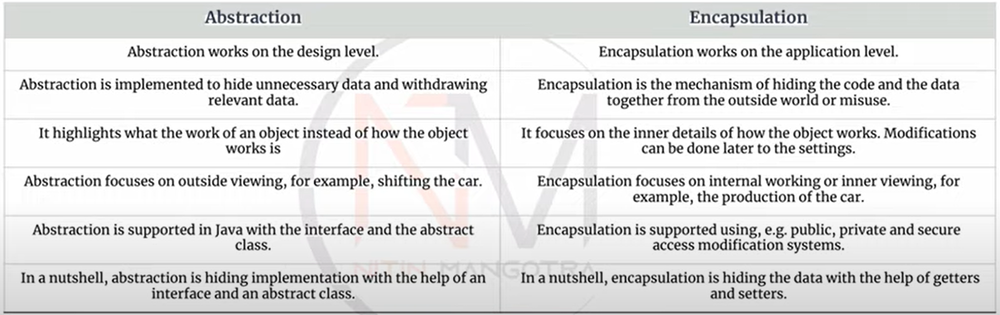 Abstraction
Encapsulation
Abstraction works on the design level.
Encapsulation works on the application level.
Abstraction is implemented to hide unnecessary data and withdrawing
relevant data.
Encapsulation is the mechanism of hiding the code and the data
together from the outside world or misuse.
It highlights what the work of an object instead of how the object
works is
It focuses on the inner details of how the object works. Modifications
can be done later to the settings.
Abstraction focuses on outside viewing, for example, shifting the car.
Encapsulation focuses on internal working or inner viewing, for
example, the production of the car.
Abstraction is supported in Java with the interface and the abstract
class.
Encapsulation is supported using, e.g. public, private and secure
access modification systems.
In a nutshell, abstraction is hiding implementation with the help of an
interface and an abstract class.
In a nutshell, encapsulation is hiding the data with the help of getters
and setters.
NITIN MANGOTRA